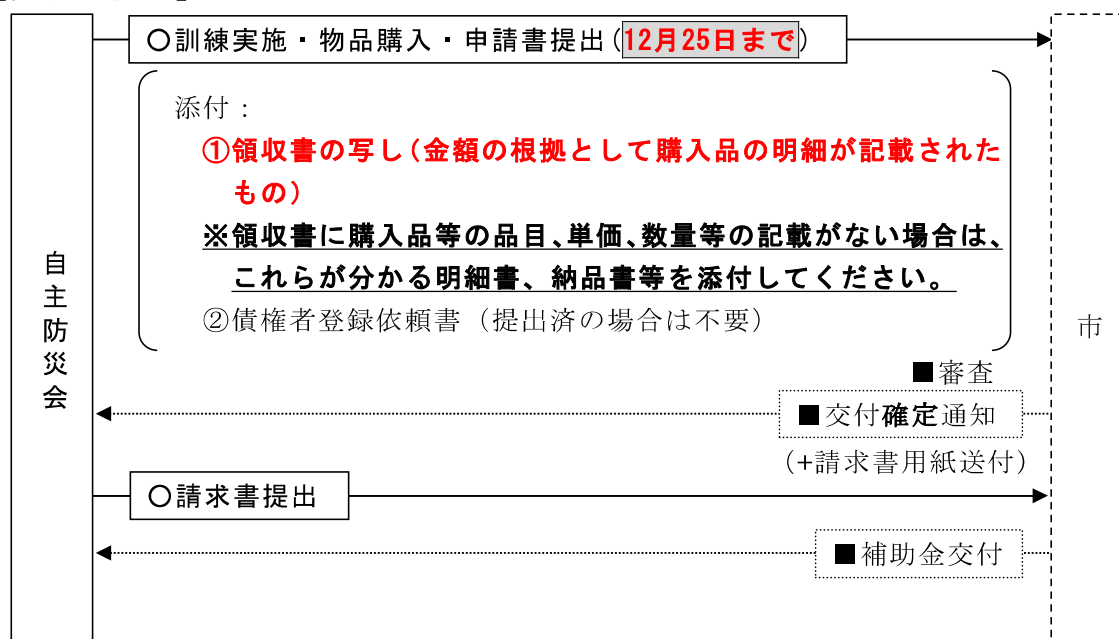 ○訓練実施・物品購入・申請書提出(12月25日まで)
添付：
①領収書の写し(金額の根拠として購入品の明細が記載された
もの)
※領収書に購入品等の品目、単価、数量等の記載がない場合は、
これらが分かる明細書、納品書等を添付してください。
②債権者登録依頼書（提出済の場合は不要）
自主防災会
市
■審査
■交付確定通知
(+請求書用紙送付)
○請求書提出
■補助金交付